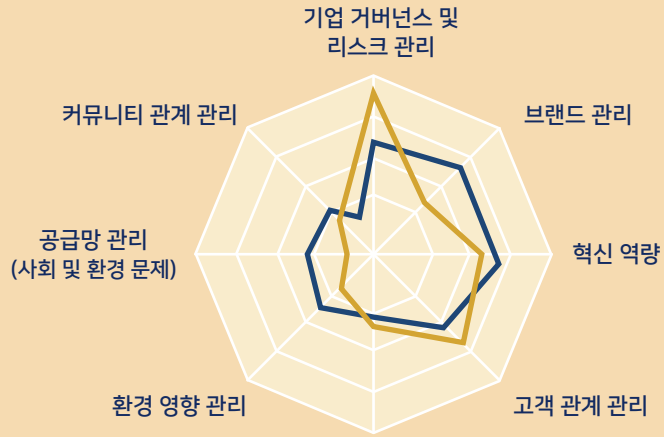 기업 거버넌스 및
리스크 관리
커뮤니티 관계 관리
브랜드 관리
공급망 관리
(사회 및 환경 문제)
혁신 역량
환경 영향 관리
고객 관계 관리